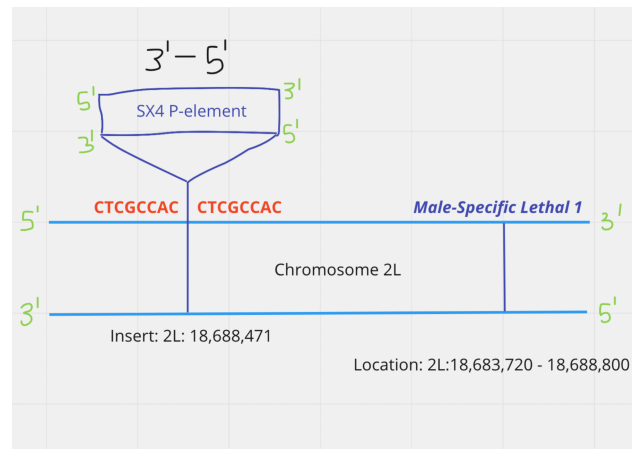 3'-5'
5' 3'
SX4 P-element
3' 5'
CTCGCCAC CTCGCCAC Male-Specific Lethal 1
5' 3'
Chromosome 2L
3' 5'
Insert: 2L: 18,688,471
Location: 2L:18,683,720 - 18,688,800